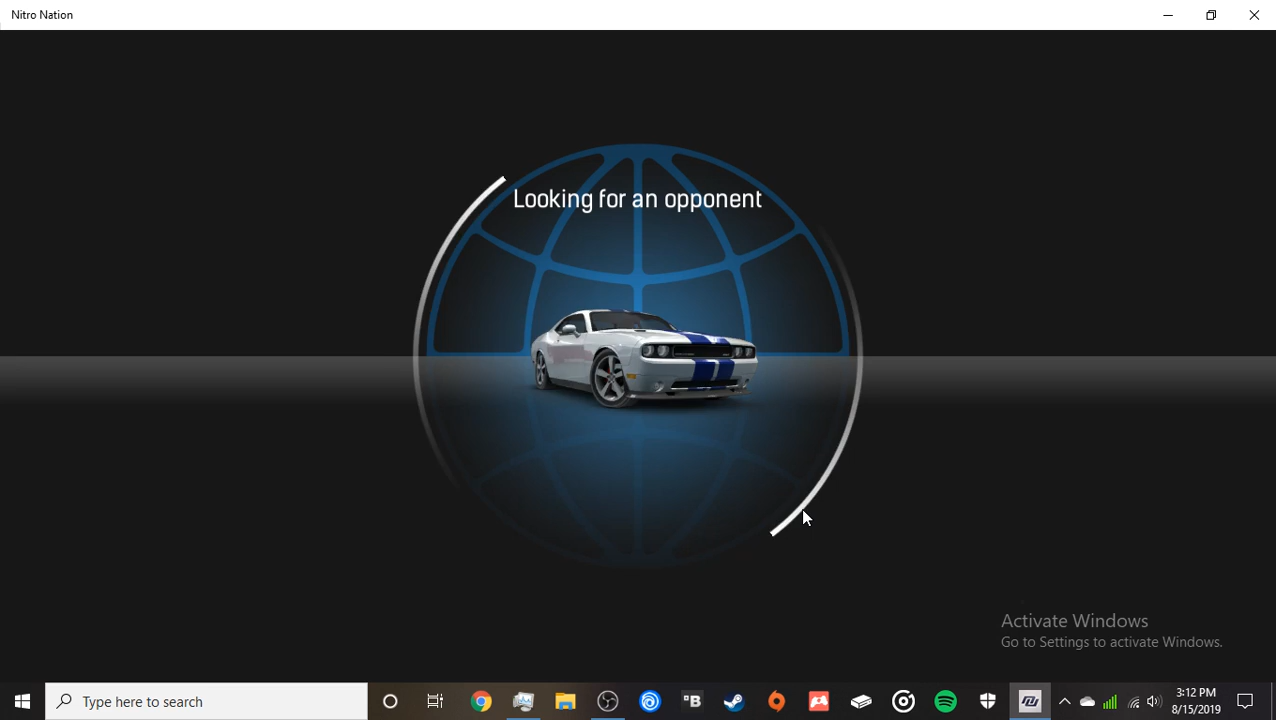 Nitro Nation
Looking for an opponent
Activate Windows
Go to Settings to activate Windows.
Type here to search
B
3:12 PM
8/15/2019